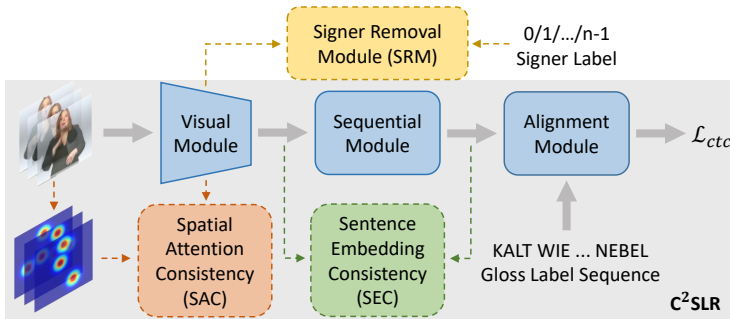 Signer Removal
Module (SRM)
0/1/.../n-1
Signer Label
Visual
Module
Sequential
Module
Alignment
Module
ℒctc
Spatial
Attention
Consistency
(SAC)
Sentence
Embedding
Consistency
(SEC)
KALT WIE ... NEBEL
Gloss Label Sequence
C²SLR